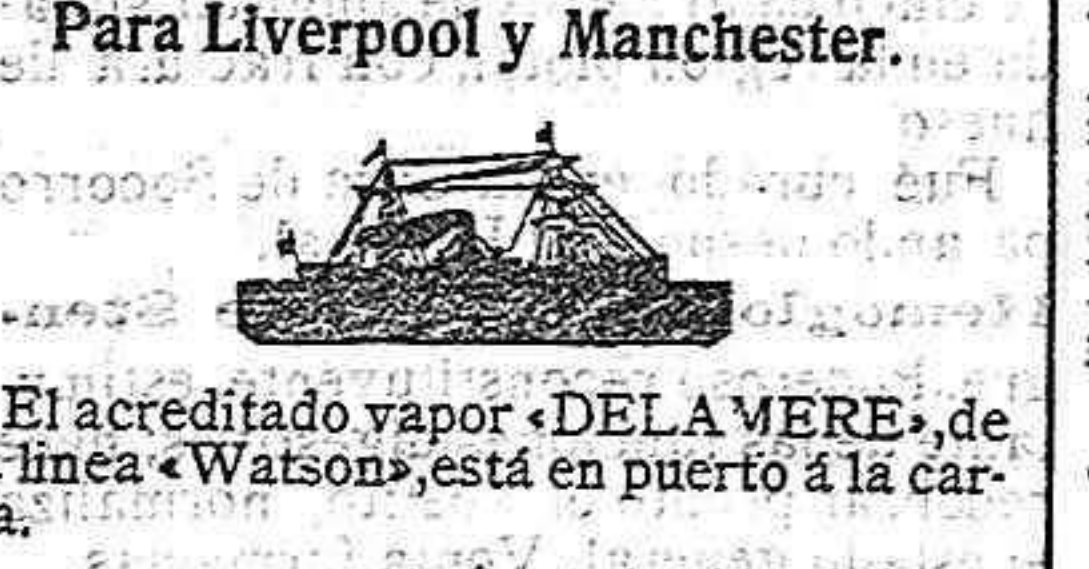 Para Liverpool y Manchester.
El acreditado vapor «DELAMERE», de
linea «Watson», está en puerto á la car-
a.